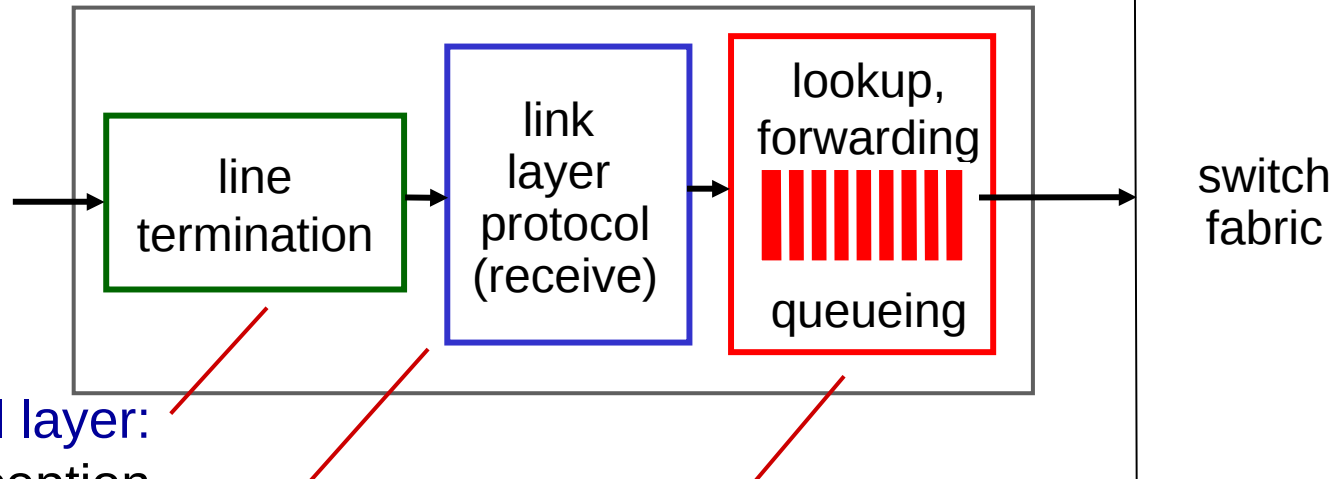 line
termination
link
layer
protocol
(receive)
lookup,
forwarding
queueing
switch
fabric
layer: